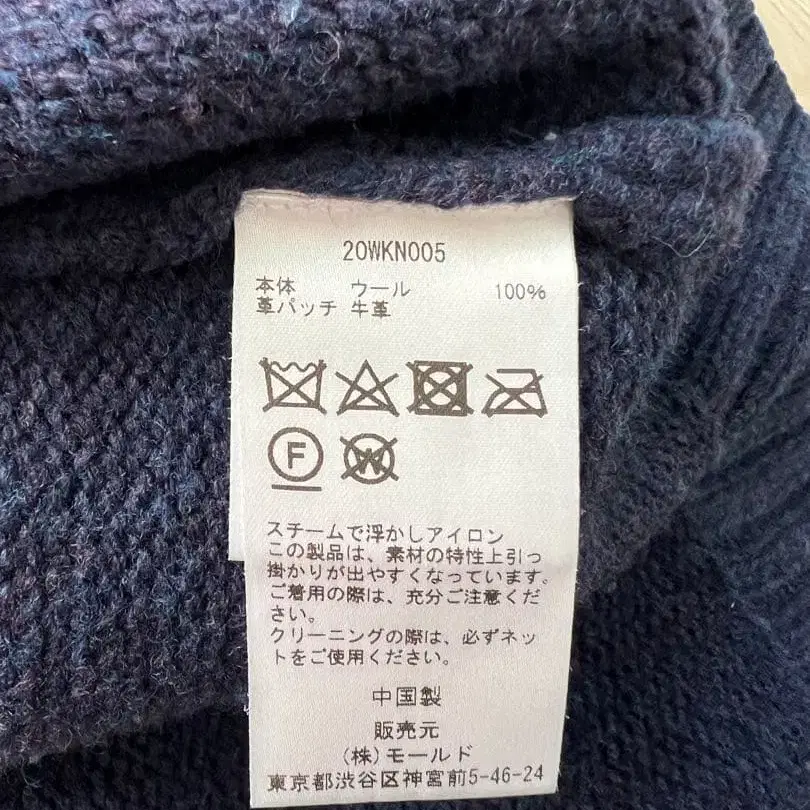 20WKN005
本体 ウール 100%
革パッチ 牛革
F W
スチームで浮かしアイロン
この製品は、素材の特性上引っ
掛かりが出やすくなっています。
ご着用の際は、充分ご注意くだ
さい。
クリーニングの際は、必ずネッ
トをご使用ください。
中国製
販売元
(株)モールド
東京都渋谷区神宮前5-46-24